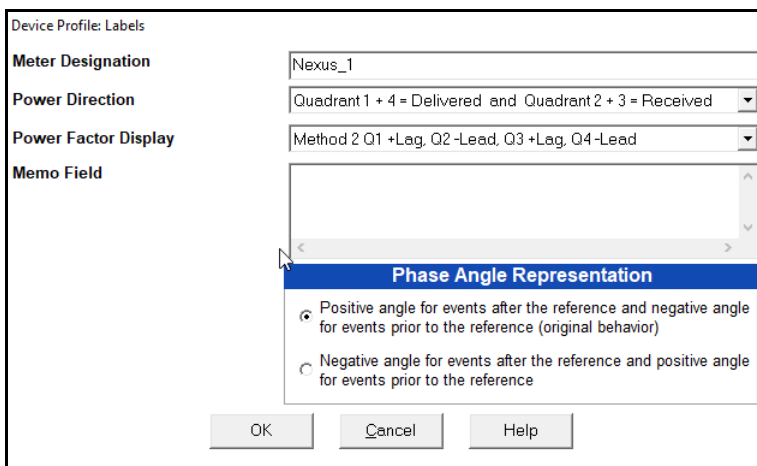 Device Profile: Labels
Meter Designation
Nexus_1
Power Direction
Quadrant 1 + 4 = Delivered and Quadrant 2 + 3 = Received
Power Factor Display
Method 2 Q1 +Lag, Q2 -Lead, Q3 +Lag, Q4 -Lead
Memo Field
Phase Angle Representation
Positive angle for events after the reference and negative angle
for events prior to the reference (original behavior)
Negative angle for events after the reference and positive angle
for events prior to the reference
OK
Cancel
Help